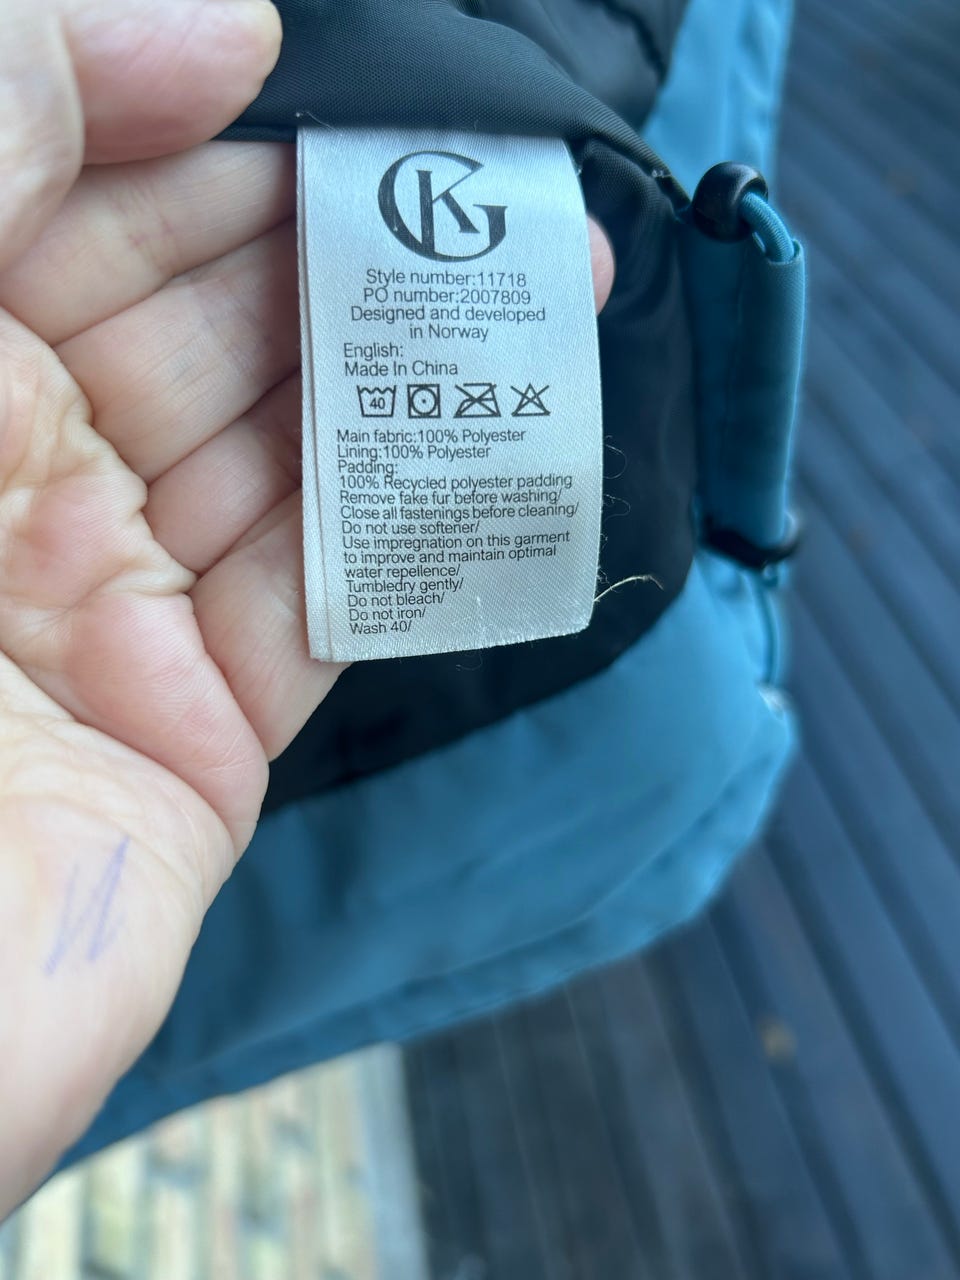 GK
Style number:11718
PO number:2007809
Designed and developed
in Norway
English:
Made In China
40
Main fabric:100% Polyester
Lining:100% Polyester
Padding:
100% Recycled polyester padding
Remove fake fur before washing/
Close all fastenings before cleaning/
Do not use softener/
Use impregnation on this garment
to improve and maintain optimal
water repellence/
Tumbledry gently/
Do not bleach/
Do not iron/
Wash 40/